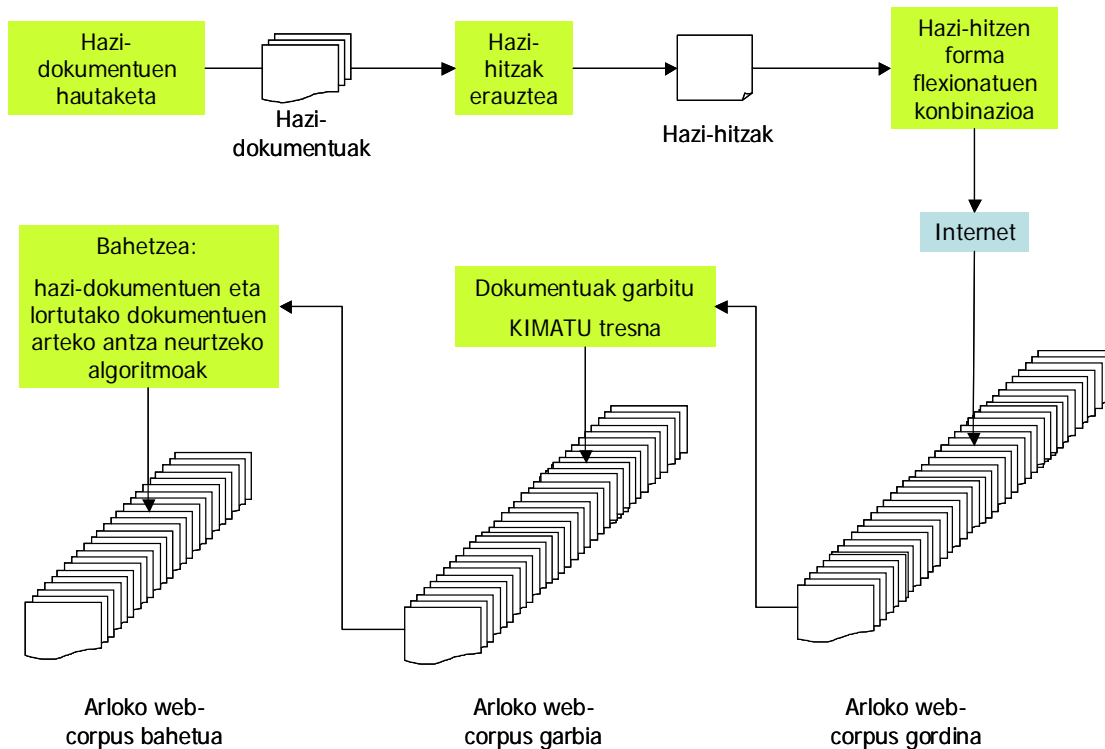 Hazi-
dokumentuen
hautaketa
Hazi-
dokumentuak
Hazi-
hitzak
erauztea
Hazi-hitzak
Hazi-hitzen
forma
flexionatuen
konbinazioa
Internet
Bahetzea:
hazi-dokumentuen eta
lortutako dokumentuen
arteko antza neurtzeko
algoritmoak
Dokumentuak garbitu
KIMATU tresna
Arloko web-
corpus bahetua
Arloko web-
corpus garbia
Arloko web-
corpus gordina